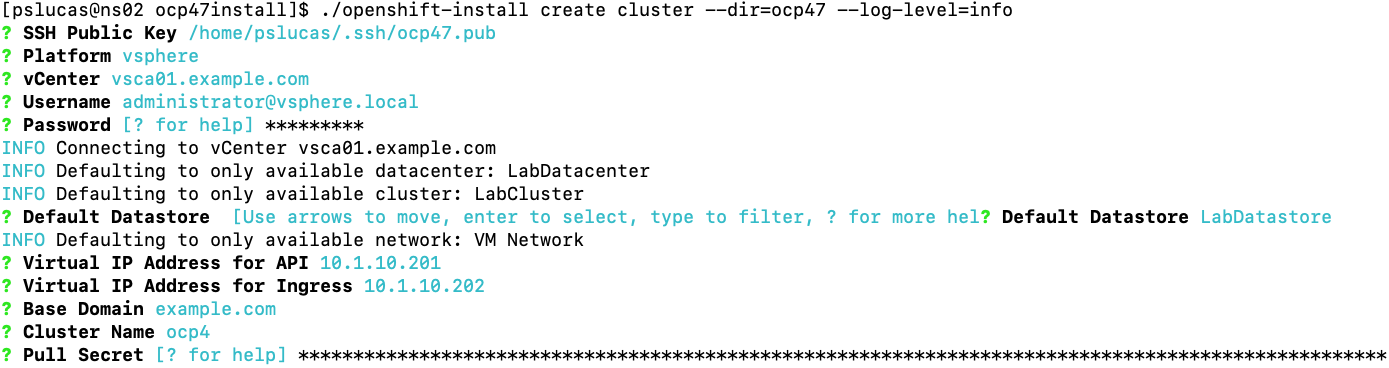 [pslucas@ns02 ocp47install]$ ./openshift-install create cluster --dir=ocp47 --log-level=info
? SSH Public Key /home/pslucas/.ssh/ocp47.pub
? Platform vsphere
? vCenter vsca01.example.com
? Username administrator@vsphere.local
? Password [? for help] *********
INFO Connecting to vCenter vsca01.example.com
INFO Defaulting to only available datacenter: LabDatacenter
INFO Defaulting to only available cluster: LabCluster
? Default Datastore  [Use arrows to move, enter to select, type to filter, ? for more hel? Default Datastore LabDatastore
INFO Defaulting to only available network: VM Network
? Virtual IP Address for API 10.1.10.201
? Virtual IP Address for Ingress 10.1.10.202
? Base Domain example.com
? Cluster Name ocp4
? Pull Secret [? for help] ***************************************************************************************************